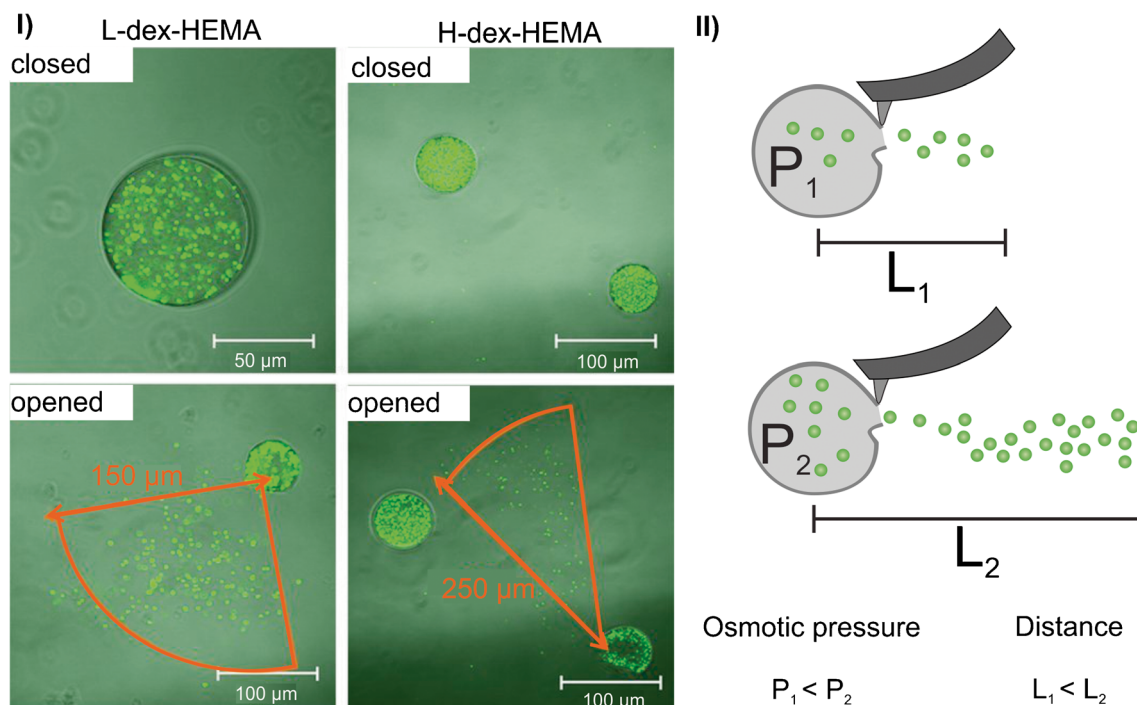 I)
L-dex-HEMA
H-dex-HEMA
closed
50 µm
closed
100 µm
opened
150 µm
100 µm
opened
250 µm
100 µm
II)
P1
L1
P2
L2
Osmotic pressure
Distance
P1 < P2
L1 < L2